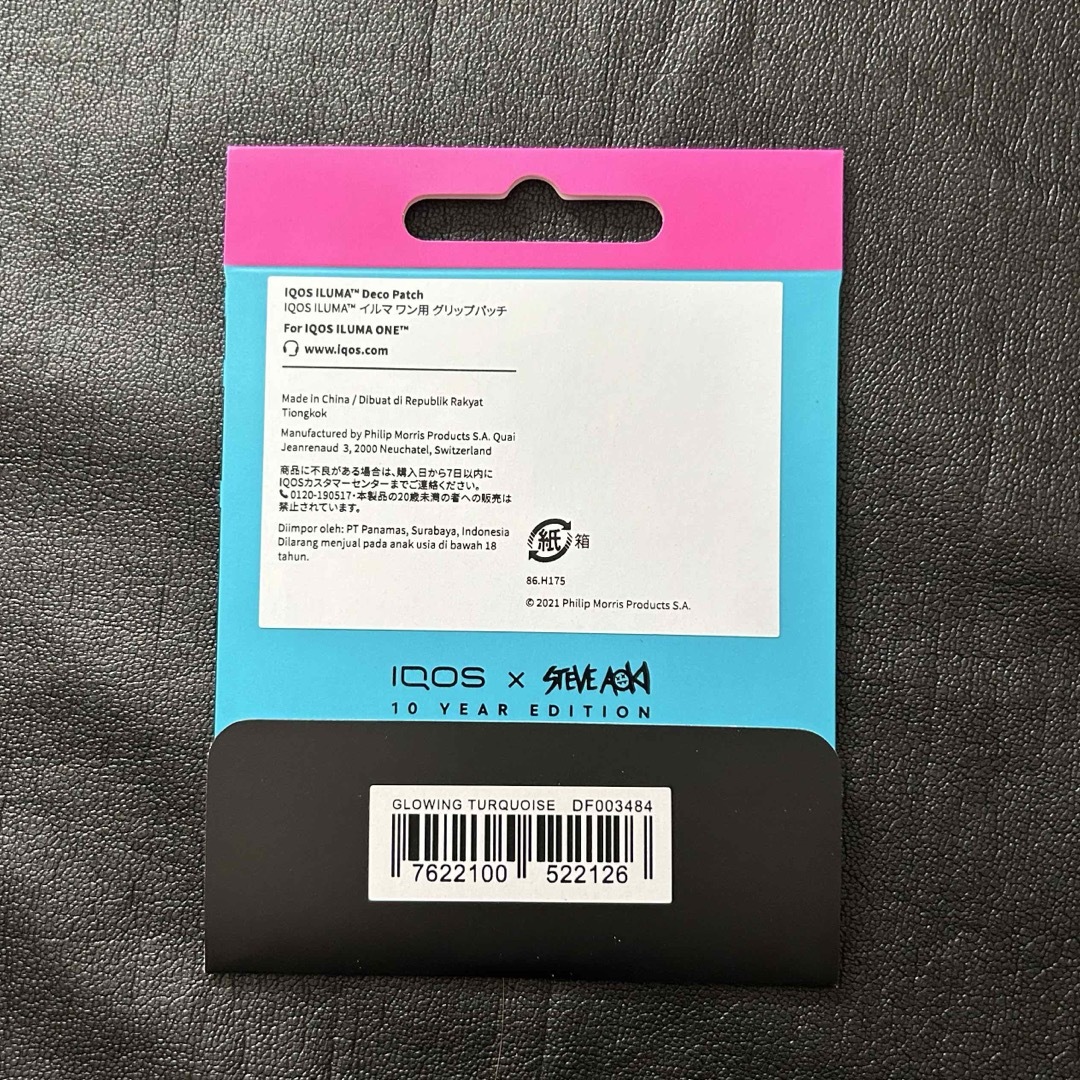 IQOS ILUMA™ Deco Patch
IQOS ILUMA™ イルマ ワン用 グリップパッチ
For IQOS ILUMA ONE™
www.iqos.com
Made in China / Dibuat di Republik Rakyat
Tiongkok
Manufactured by Philip Morris Products S.A. Quai
Jeanrenaud 3, 2000 Neuchatel, Switzerland
商品に不良がある場合は、購入日から7日以内に
IQOSカスタマーセンターまでご連絡ください。
0120-190517・本製品の20歳未満の者への販売は
禁止されています。
Diimpor oleh: PT Panamas, Surabaya, Indonesia
Dilarang menjual pada anak usia di bawah 18
tahun.
紙 箱
86.H175
© 2021 Philip Morris Products S.A.
IQOS x STEVE AOKI
10 YEAR EDITION
GLOWING TURQUOISE DF003484
7622100 522126